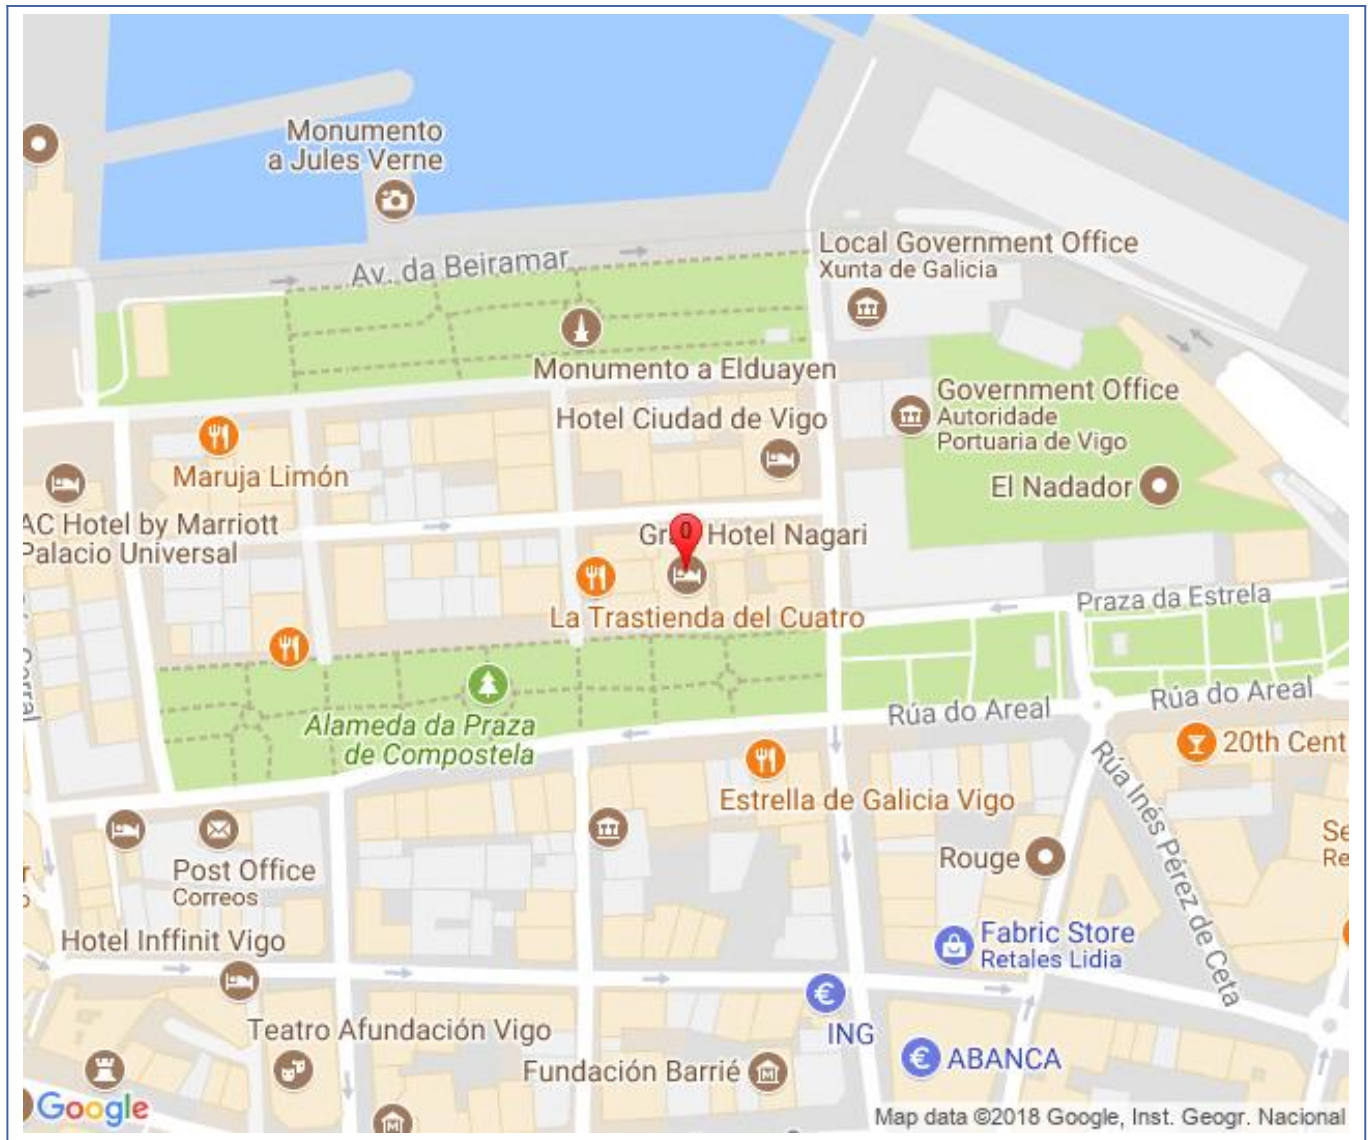 Monumento
a Jules Verne
Av. da Beiramar
Local Government Office
Xunta de Galicia
Monumento a Elduayen
Government Office
Autoridade
Portuaria de Vigo
Hotel Ciudad de Vigo
Maruja Limón
El Nadador
AC Hotel by Marriott
Palacio Universal
0
Hotel Nagari
La Trastienda del Cuatro
Praza da Estrela
Rúa do Areal
Rúa do Areal
Alameda da Praza
de Compostela
20th Cent
Rúa Inés Pérez de Ceta
Estrella de Galicia Vigo
Rouge
Se
Re
Post Office
Correos
Hotel Inffinit Vigo
Fabric Store
Retales Lidia
ING
Teatro Afundación Vigo
Fundación Barrié
ABANCA
Google
Map data ©2018 Google, Inst. Geogr. Nacional